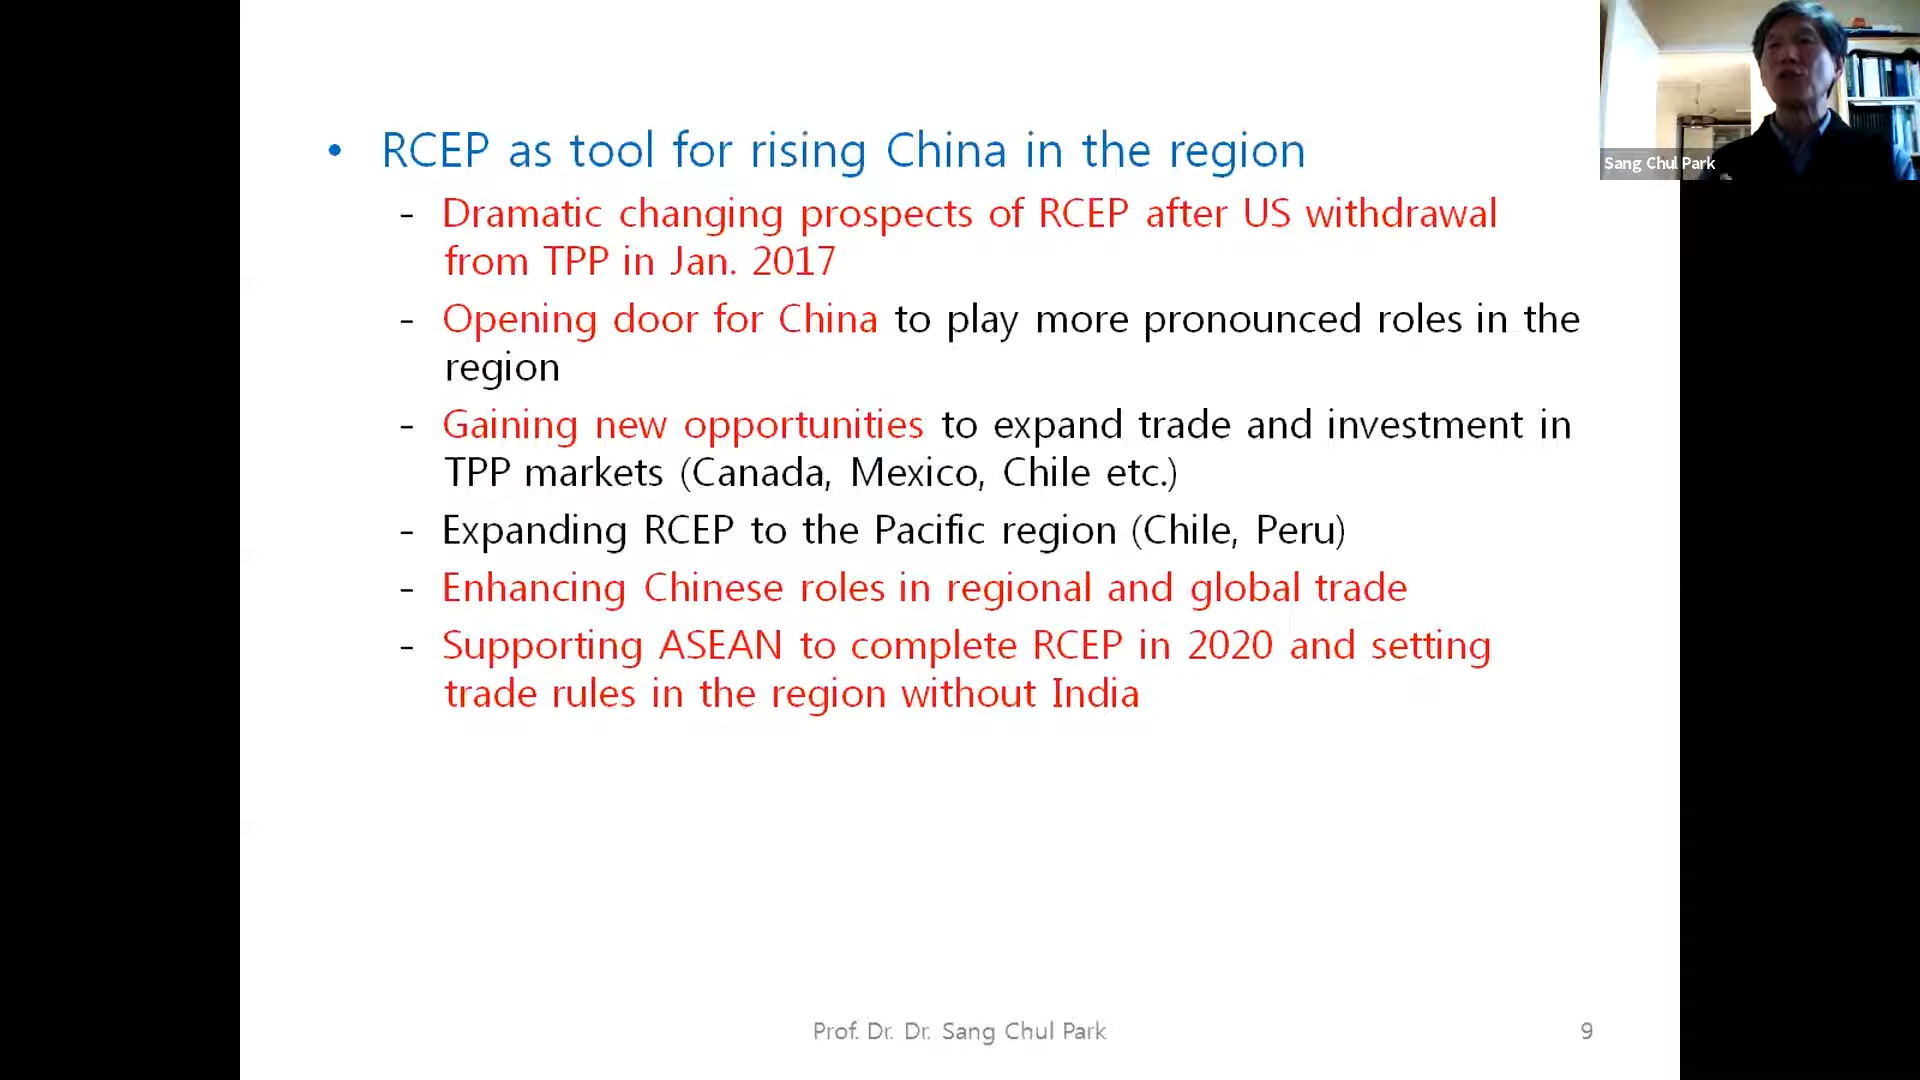 • RCEP as tool for rising China in the region
- Dramatic changing prospects of RCEP after US withdrawal
from TPP in Jan. 2017
- Opening door for China to play more pronounced roles in the
region
- Gaining new opportunities to expand trade and investment in
TPP markets (Canada, Mexico, Chile etc.)
- Expanding RCEP to the Pacific region (Chile, Peru)
- Enhancing Chinese roles in regional and global trade
- Supporting ASEAN to complete RCEP in 2020 and setting
trade rules in the region without India
Sang Chul Park
Prof. Dr. Dr. Sang Chul Park
9